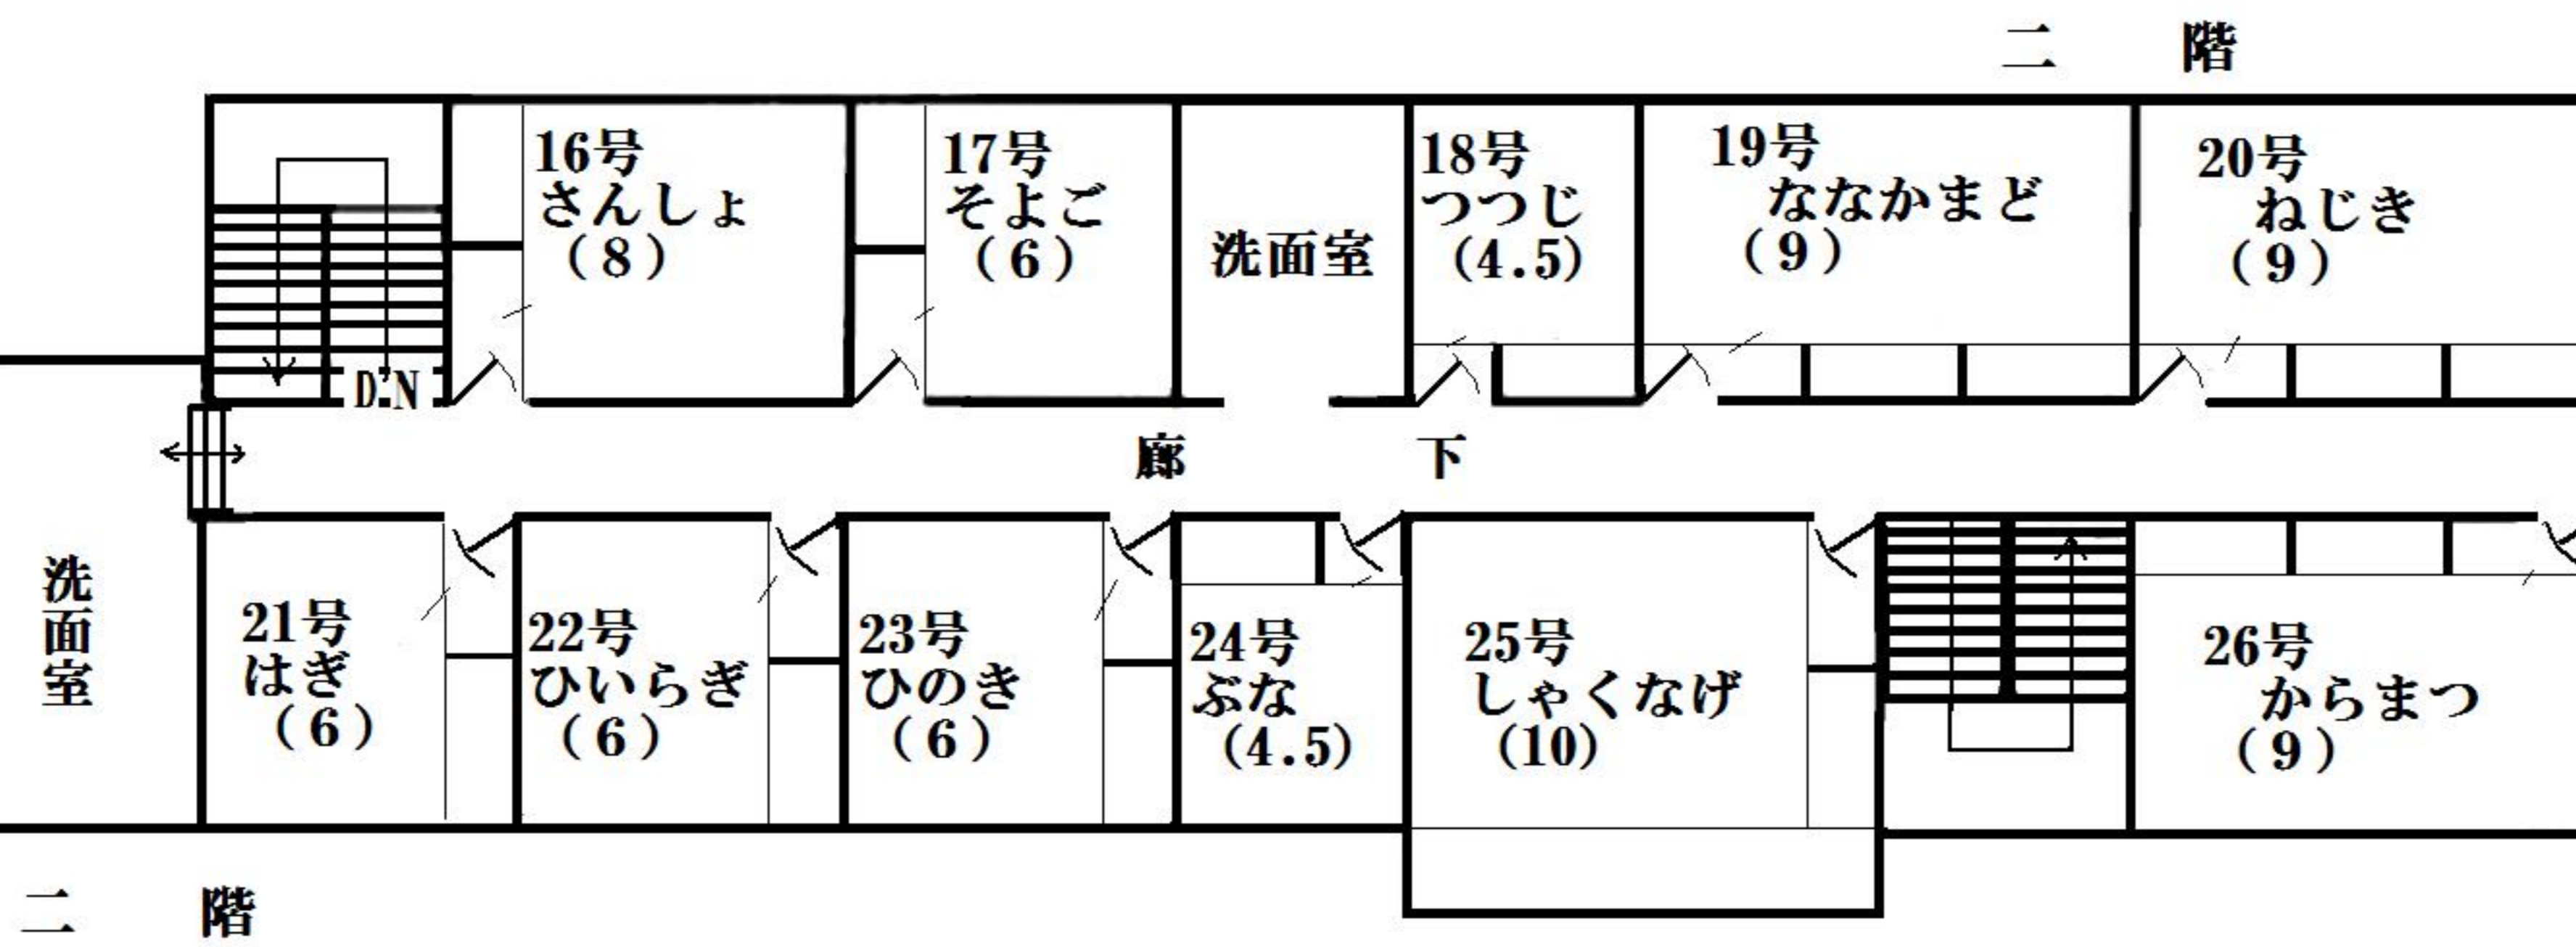 二 階
16号
さんしょ
(8)
17号
そよご
(6)
洗面室
18号
つつじ
(4.5)
19号
ななかまど
(9)
20号
ねじき
(9)
DN
廊 下
洗面室
21号
はぎ
(6)
22号
ひいらぎ
(6)
23号
ひのき
(6)
24号
ぶな
(4.5)
25号
しゃくなげ
(10)
26号
からまつ
(9)
二 階